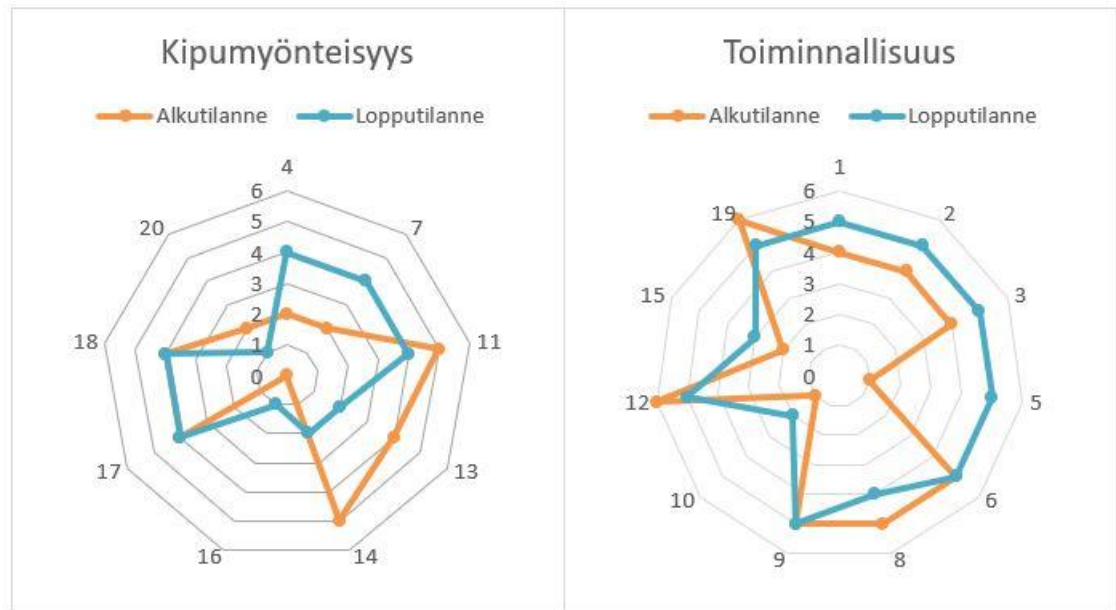 Kipumyönteisyys
Alkutilanne Lopputilanne
4
6
20 5 7
4
3
2
18 1 11
0
17 13
16 14
Toiminnallisuus
Alkutilanne Lopputilanne
1
6
19 5 2
4
15 3 3
2
1
12 0 5
10 6
9 8